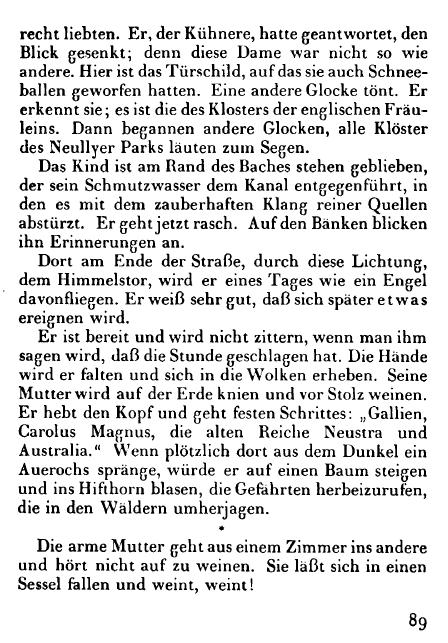 recht liebten. Er, der Kühnere, hatte geantwortet, den
Blick gesenkt; denn diese Dame war nicht so wie
andere. Hier ist das Türschild, auf das sie auch Schnee-
ballen geworfen hatten. Eine andere Glocke tönt. Er
erkennt sie; es ist die des Klosters der englischen Fräu-
leins. Dann begannen andere Glocken, alle Klöster
des Neullyer Parks läuten zum Segen.
Das Kind ist am Rand des Baches stehen geblieben,
der sein Schmutzwasser dem Kanal entgegenführt, in
den es mit dem zauberhaften Klang reiner Quellen
abstürzt. Er geht jetzt rasch. Auf den Bänken blicken
ihn Erinnerungen an.
Dort am Ende der Straße, durch diese Lichtung,
dem Himmelstor, wird er eines Tages wie ein Engel
davonfliegen. Er weiß sehr gut, daß sich später etwas
ereignen wird.
Er ist bereit und wird nicht zittern, wenn man ihm
sagen wird, daß die Stunde geschlagen hat. Die Hände
wird er falten und sich in die Wolken erheben. Seine
Mutter wird auf der Erde knien und vor Stolz weinen.
Er hebt den Kopf und geht festen Schrittes: „Gallien,
Carolus Magnus, die alten Reiche Neustra und
Australia." Wenn plötzlich dort aus dem Dunkel ein
Auerochs spränge, würde er auf einen Baum steigen
und ins Hifthorn blasen, die Gefährten herbeizurufen,
die in den Wäldern umherjagen.
*
Die arme Mutter geht aus einem Zimmer ins andere
und hört nicht auf zu weinen. Sie läßt sich in einen
Sessel fallen und weint, weint!
89